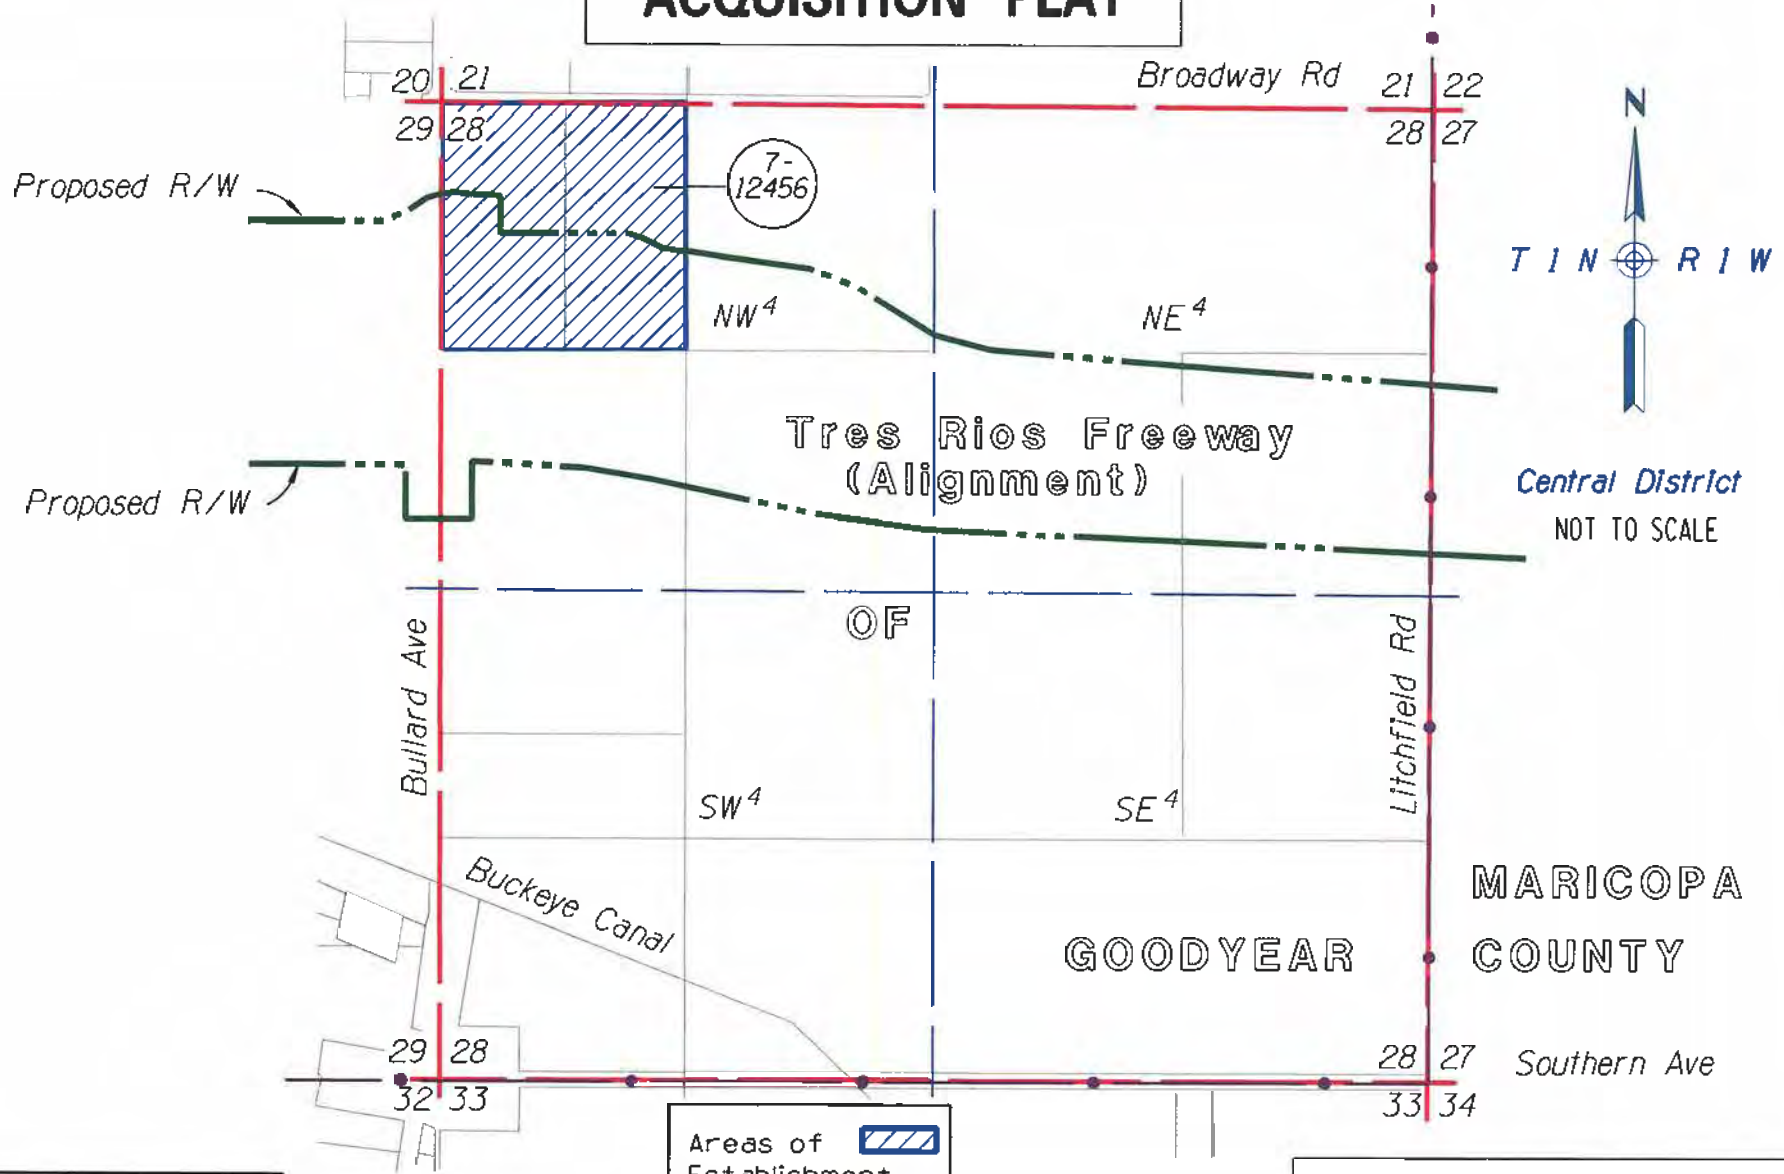 ACQUISITION PLAT
20 21
29 28
Broadway Rd
21 22
28 27
N
7-
12456
Proposed R/W
T 1 N R 1 W
NW 4
NE 4
Tres Rios Freeway
(Alignment)
Proposed R/W
Central District
NOT TO SCALE
OF
Bullard Ave
Litchfield Rd
SW 4
SE 4
Buckeye Canal
MARICOPA
COUNTY
GOODYEAR
29 28
32 33
28 27
33 34
Southern Ave
Areas of
Establishment